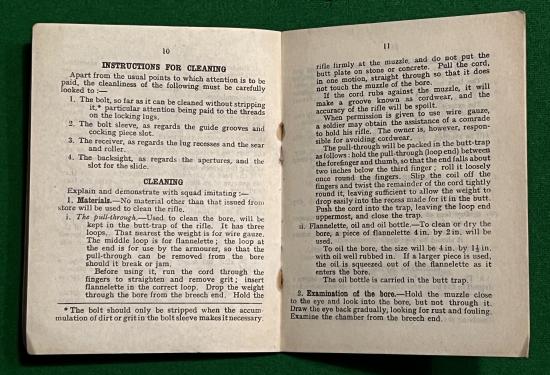 10
INSTRUCTIONS FOR CLEANING
Apart from the usual points to which attention is to be
paid, the cleanliness of the following must be carefully
looked to :—
1. The bolt, so far as it can be cleaned without stripping
it,* particular attention being paid to the threads
on the locking lugs.
2. The bolt sleeve, as regards the guide grooves and
cocking piece slot.
3. The receiver, as regards the lug recesses and the sear
and roller.
4. The backsight, as regards the apertures, and the
slot for the slide.
CLEANING
Explain and demonstrate with squad imitating :—
1. Materials.—No material other than that issued from
store will be used to clean the rifle.
i. The pull-through.—Used to clean the bore, will be
kept in the butt-trap of the rifle. It has three
loops. That nearest the weight is for wire gauze.
The middle loop is for flannelette ; the loop at
the end is for use by the armourer, so that the
pull-through can be removed from the bore
should it break or jam.
Before using it, run the cord through the
fingers to straighten and remove grit ; insert
flannelette in the correct loop. Drop the weight
through the bore from the breech end. Hold the
* The bolt should only be stripped when the accum-
mulation of dirt or grit in the bolt sleeve makes it necessary.
11
rifle firmly at the muzzle, and do not put the
butt plate on stone or concrete. Pull the cord,
in one motion, straight through so that it does
not touch the muzzle of the bore.
If the cord rubs against the muzzle, it will
make a groove known as cordwear, and the
accuracy of the rifle will be spoilt.
When permission is given to use wire gauze,
a soldier may obtain the assistance of a comrade
to hold his rifle. The owner is, however, respon-
sible for avoiding cordwear.
The pull-through will be packed in the butt-trap
as follows : hold the pull-through (loop end) between
the forefinger and thumb, so that the end falls about
two inches below the third finger ; roll it loosely
once round the fingers. Slip the coil off the
fingers and twist the remainder of the cord tightly
round it, leaving sufficient to allow the weight to
drop easily into the recess made for it in the butt.
Push the cord into the trap, leaving the loop end
uppermost, and close the trap.
ii. Flannelette, oil and oil bottle.—To clean or dry the
bore, a piece of flannelette 4 in. by 2 in. will be
used.
To oil the bore, the size will be 4 in. by 1½ in.
with oil well rubbed in. If a larger piece is used,
the oil is squeezed out of the flannelette as it
enters the bore.
The oil bottle is carried in the butt trap.
2. Examination of the bore.—Hold the muzzle close
to the eye and look into the bore, but not through it.
Draw the eye back gradually, looking for rust and fouling.
Examine the chamber from the breech end.